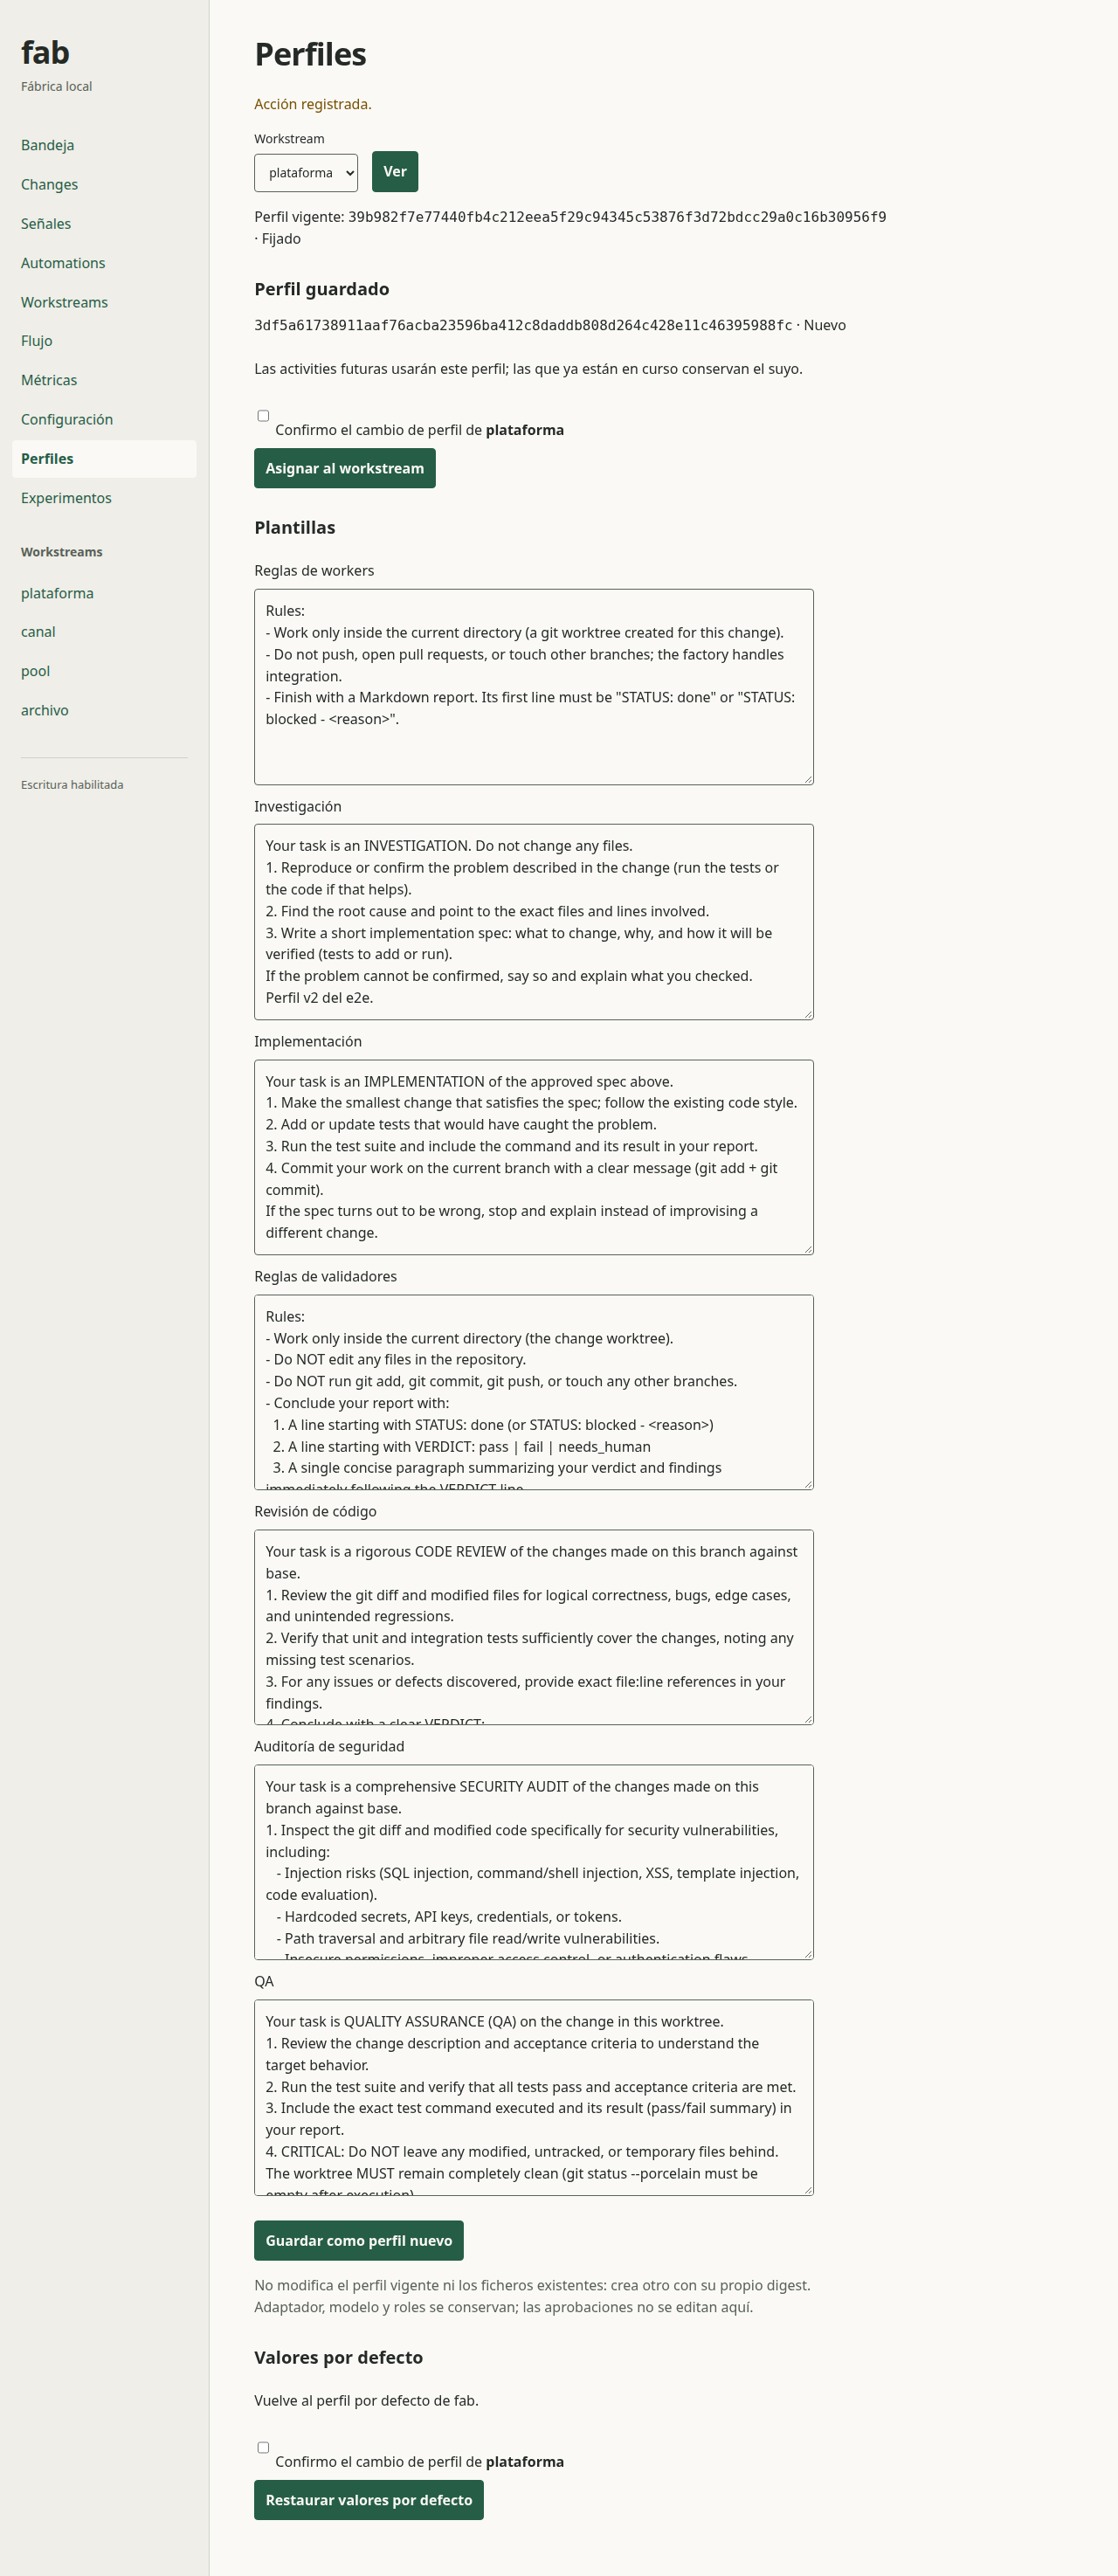 fab
Fábrica local
Bandeja
Changes
Señales
Automations
Workstreams
Flujo
Métricas
Configuración
Perfiles
Experimentos
Workstreams
plataforma
canal
pool
archivo
Escritura habilitada
Perfiles
Acción registrada.
Workstream
plataforma
Ver
Perfil vigente: 39b982f7e77440fb4c212eea5f29c94345c53876f3d72bdcc29a0c16b30956f9
· Fijado
Perfil guardado
3df5a61738911aaf76acba23596ba412c8daddb808d264c428e11c46395988fc · Nuevo
Las activities futuras usarán este perfil; las que ya están en curso conservan el suyo.
Confirmo el cambio de perfil de plataforma
Asignar al workstream
Plantillas
Reglas de workers
Rules:
- Work only inside the current directory (a git worktree created for this change).
- Do not push, open pull requests, or touch other branches; the factory handles
integration.
- Finish with a Markdown report. Its first line must be "STATUS: done" or "STATUS:
blocked - <reason>".
Investigación
Your task is an INVESTIGATION. Do not change any files.
1. Reproduce or confirm the problem described in the change (run the tests or
the code if that helps).
2. Find the root cause and point to the exact files and lines involved.
3. Write a short implementation spec: what to change, why, and how it will be
verified (tests to add or run).
If the problem cannot be confirmed, say so and explain what you checked.
Perfil v2 del e2e.
Implementación
Your task is an IMPLEMENTATION of the approved spec above.
1. Make the smallest change that satisfies the spec; follow the existing code style.
2. Add or update tests that would have caught the problem.
3. Run the test suite and include the command and its result in your report.
4. Commit your work on the current branch with a clear message (git add + git
commit).
If the spec turns out to be wrong, stop and explain instead of improvising a
different change.
Reglas de validadores
Rules:
- Work only inside the current directory (the change worktree).
- Do NOT edit any files in the repository.
- Do NOT run git add, git commit, git push, or touch any other branches.
- Conclude your report with:
1. A line starting with STATUS: done (or STATUS: blocked - <reason>)
2. A line starting with VERDICT: pass | fail | needs_human
3. A single concise paragraph summarizing your verdict and findings
immediately following the VERDICT line
Revisión de código
Your task is a rigorous CODE REVIEW of the changes made on this branch against
base.
1. Review the git diff and modified files for logical correctness, bugs, edge cases,
and unintended regressions.
2. Verify that unit and integration tests sufficiently cover the changes, noting any
missing test scenarios.
3. For any issues or defects discovered, provide exact file:line references in your
findings.
4. Conclude with a clear VERDICT:
Auditoría de seguridad
Your task is a comprehensive SECURITY AUDIT of the changes made on this
branch against base.
1. Inspect the git diff and modified code specifically for security vulnerabilities,
including:
- Injection risks (SQL injection, command/shell injection, XSS, template injection,
code evaluation).
- Hardcoded secrets, API keys, credentials, or tokens.
- Path traversal and arbitrary file read/write vulnerabilities.
- Insecure permissions, improper access control, or authentication flaws
QA
Your task is QUALITY ASSURANCE (QA) on the change in this worktree.
1. Review the change description and acceptance criteria to understand the
target behavior.
2. Run the test suite and verify that all tests pass and acceptance criteria are met.
3. Include the exact test command executed and its result (pass/fail summary) in
your report.
4. CRITICAL: Do NOT leave any modified, untracked, or temporary files behind.
The worktree MUST remain completely clean (git status --porcelain must be
empty after execution)
Guardar como perfil nuevo
No modifica el perfil vigente ni los ficheros existentes: crea otro con su propio digest.
Adaptador, modelo y roles se conservan; las aprobaciones no se editan aquí.
Valores por defecto
Vuelve al perfil por defecto de fab.
Confirmo el cambio de perfil de plataforma
Restaurar valores por defecto